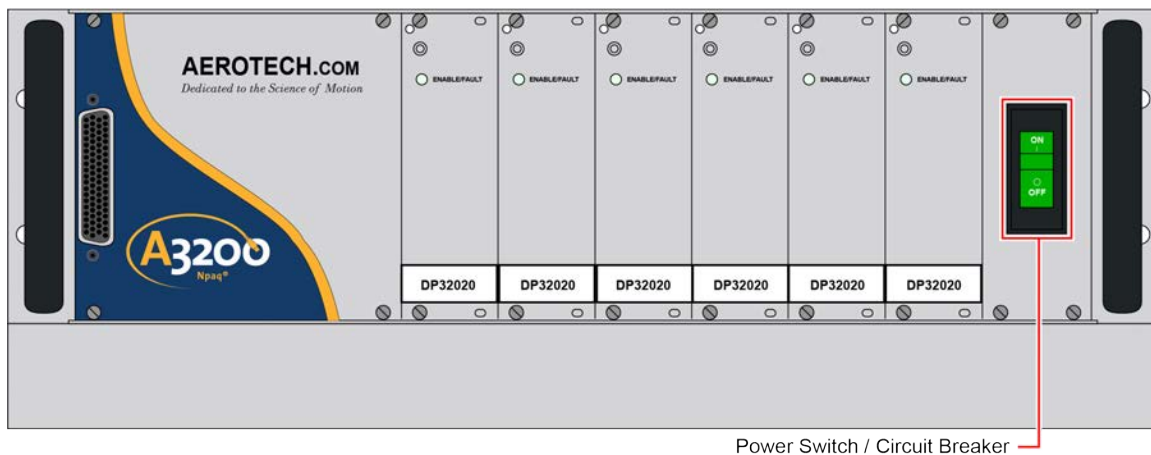 AEROTECH.COM
Dedicated to the Science of Motion
A3200
Npaq®
ENABLE/FAULT
ENABLE/FAULT
ENABLE/FAULT
ENABLE/FAULT
ENABLE/FAULT
ENABLE/FAULT
DP32020
DP32020
DP32020
DP32020
DP32020
DP32020
ON
I
O
OFF
Power Switch / Circuit Breaker